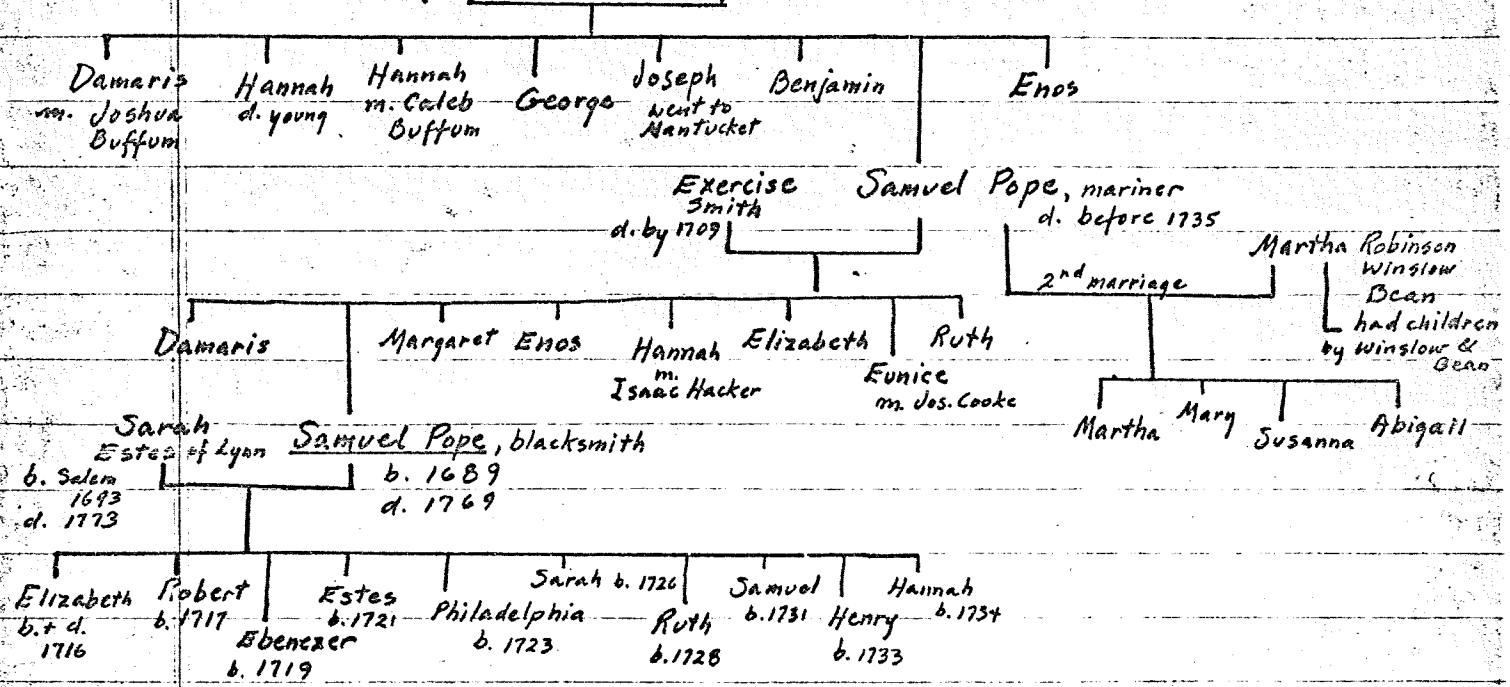 Damaris
m. Joshua
Buffum
Hannah
d. young
Hannah
m. Caleb
Buffum
George
Joseph
went to
Nantucket
Benjamin
Enos
Exercise
Smith
d. by 1709
Samuel Pope, mariner
d. before 1735
2nd marriage
Martha Robinson
Winslow
Bean
had children
by Winslow &
Bean
Damaris
Margaret
Enos
Hannah
m.
Isaac Hacker
Elizabeth
Eunice
m. Jos. Cooke
Ruth
Martha
Mary
Susanna
Abigail
Sarah
Estes of Lynn
b. Salem
1693
d. 1773
Samuel Pope, blacksmith
b. 1689
d. 1769
Elizabeth
b. + d.
1716
Robert
b. 1717
Ebenezer
b. 1719
Estes
b. 1721
Philadelphia
b. 1723
Sarah b. 1726
Ruth
b. 1728
Samuel
b. 1731
Henry
b. 1733
Hannah
b. 1734